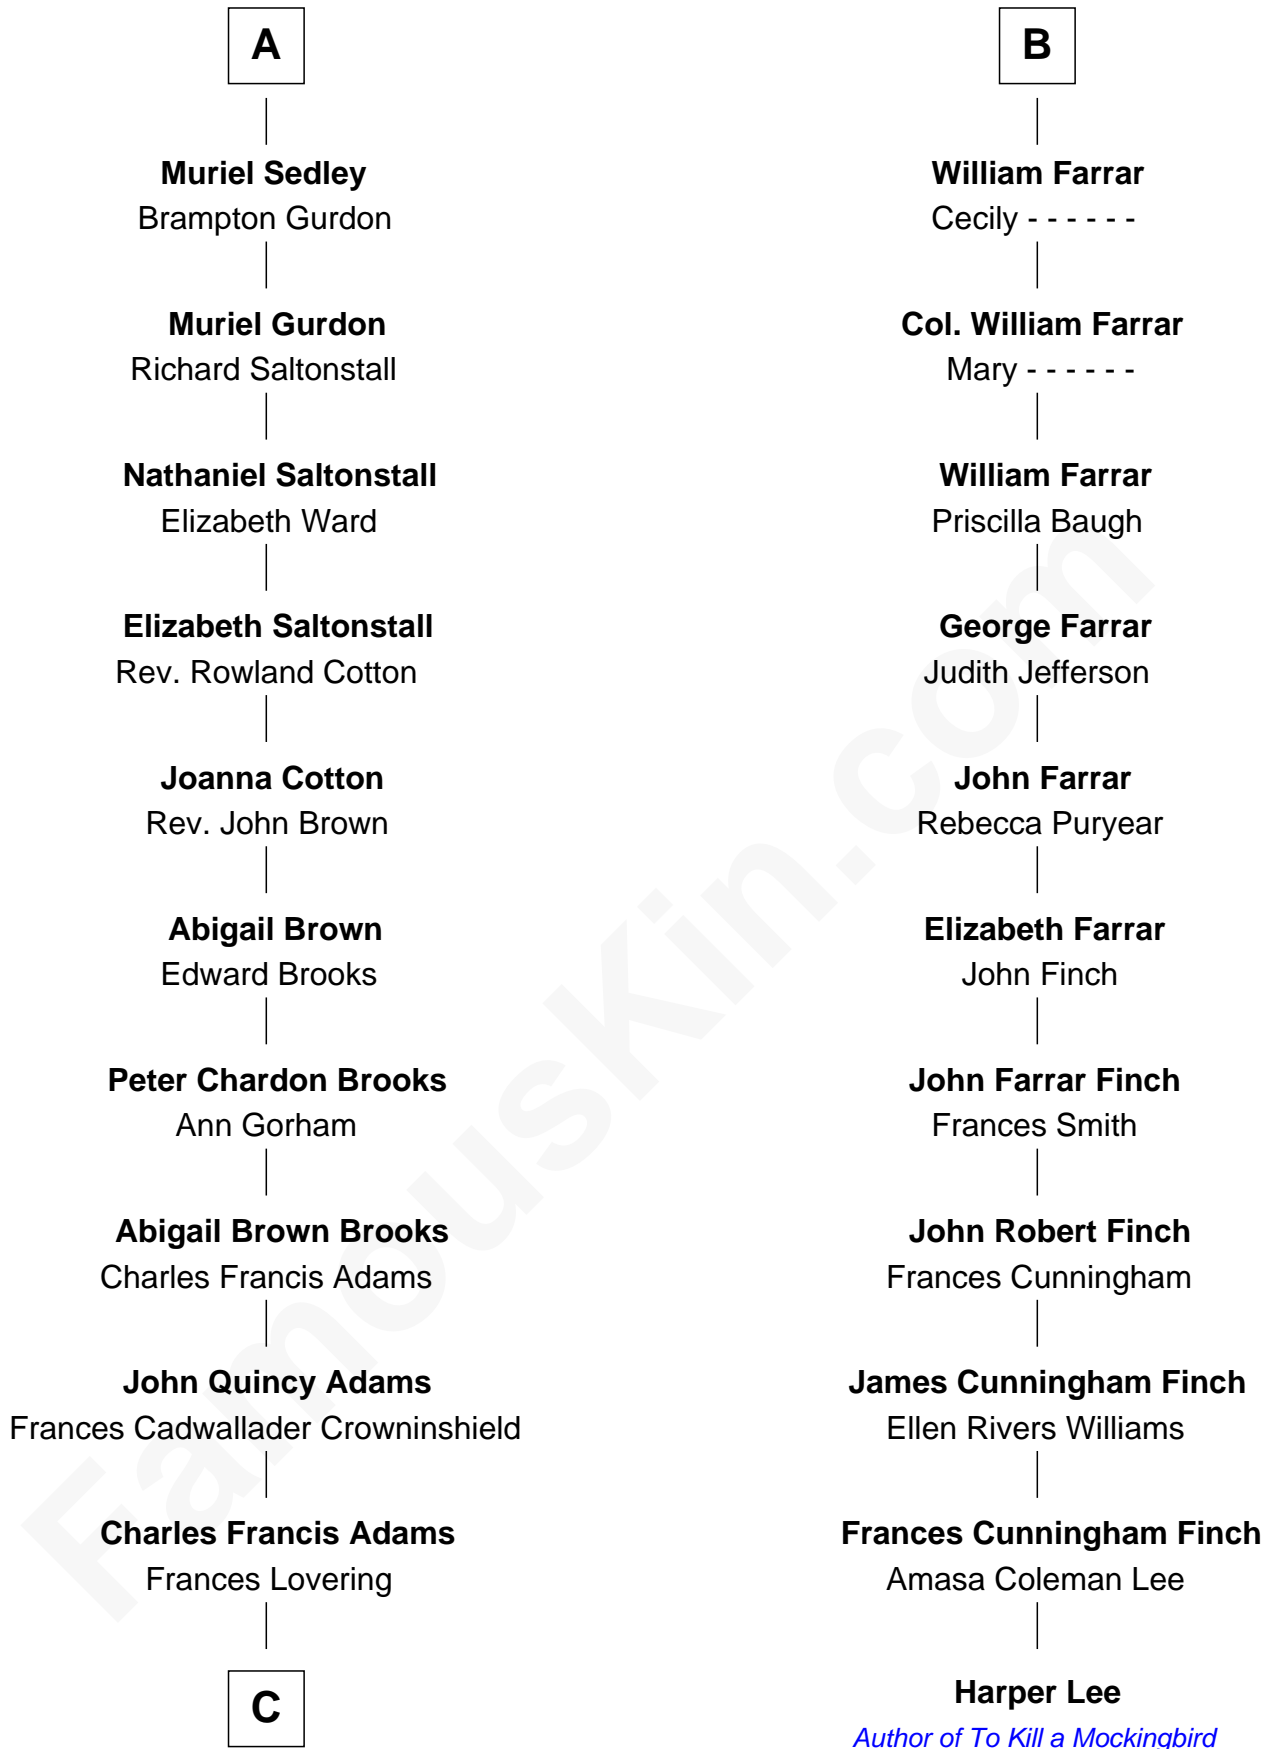 A
Muriel Sedley
Brampton Gurdon
Muriel Gurdon
Richard Saltonstall
Nathaniel Saltonstall
Elizabeth Ward
Elizabeth Saltonstall
Rev. Rowland Cotton
Joanna Cotton
Rev. John Brown
Abigail Brown
Edward Brooks
Peter Chardon Brooks
Ann Gorham
Abigail Brown Brooks
Charles Francis Adams
John Quincy Adams
Frances Cadwallader Crowninshield
Charles Francis Adams
Frances Lovering
C
B
William Farrar
Cecily - - - - - -
Col. William Farrar
Mary - - - - - -
William Farrar
Priscilla Baugh
George Farrar
Judith Jefferson
John Farrar
Rebecca Puryear
Elizabeth Farrar
John Finch
John Farrar Finch
Frances Smith
John Robert Finch
Frances Cunningham
James Cunningham Finch
Ellen Rivers Williams
Frances Cunningham Finch
Amasa Coleman Lee
Harper Lee
Author of To Kill a Mockingbird
FamousKin.com